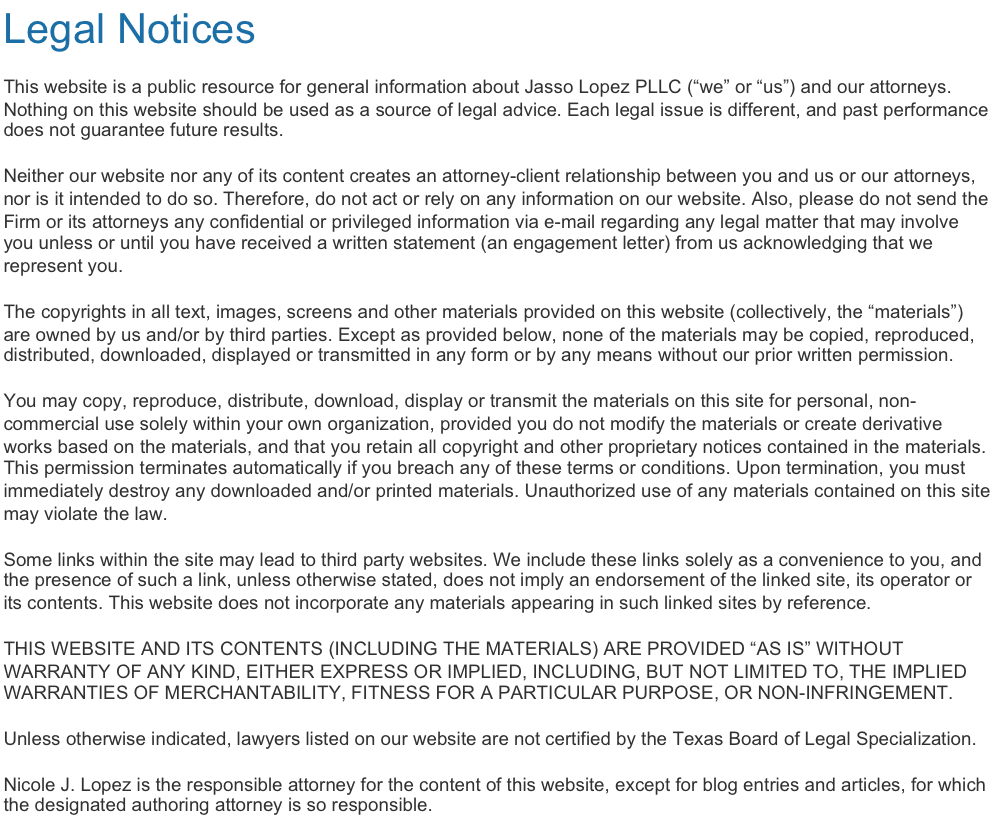 Legal Notices
This website is a public resource for general information about Jasso Lopez PLLC (“we” or “us”) and our attorneys.
Nothing on this website should be used as a source of legal advice. Each legal issue is different, and past performance
does not guarantee future results.
Neither our website nor any of its content creates an attorney-client relationship between you and us or our attorneys,
nor is it intended to do so. Therefore, do not act or rely on any information on our website. Also, please do not send the
Firm or its attorneys any confidential or privileged information via e-mail regarding any legal matter that may involve
you unless or until you have received a written statement (an engagement letter) from us acknowledging that we
represent you.
The copyrights in all text, images, screens and other materials provided on this website (collectively, the “materials”)
are owned by us and/or by third parties. Except as provided below, none of the materials may be copied, reproduced,
distributed, downloaded, displayed or transmitted in any form or by any means without our prior written permission.
You may copy, reproduce, distribute, download, display or transmit the materials on this site for personal, non-
commercial use solely within your own organization, provided you do not modify the materials or create derivative
works based on the materials, and that you retain all copyright and other proprietary notices contained in the materials.
This permission terminates automatically if you breach any of these terms or conditions. Upon termination, you must
immediately destroy any downloaded and/or printed materials. Unauthorized use of any materials contained on this site
may violate the law.
Some links within the site may lead to third party websites. We include these links solely as a convenience to you, and
the presence of such a link, unless otherwise stated, does not imply an endorsement of the linked site, its operator or
its contents. This website does not incorporate any materials appearing in such linked sites by reference.
THIS WEBSITE AND ITS CONTENTS (INCLUDING THE MATERIALS) ARE PROVIDED “AS IS” WITHOUT
WARRANTY OF ANY KIND, EITHER EXPRESS OR IMPLIED, INCLUDING, BUT NOT LIMITED TO, THE IMPLIED
WARRANTIES OF MERCHANTABILITY, FITNESS FOR A PARTICULAR PURPOSE, OR NON-INFRINGEMENT.
Unless otherwise indicated, lawyers listed on our website are not certified by the Texas Board of Legal Specialization.
Nicole J. Lopez is the responsible attorney for the content of this website, except for blog entries and articles, for which
the designated authoring attorney is so responsible.